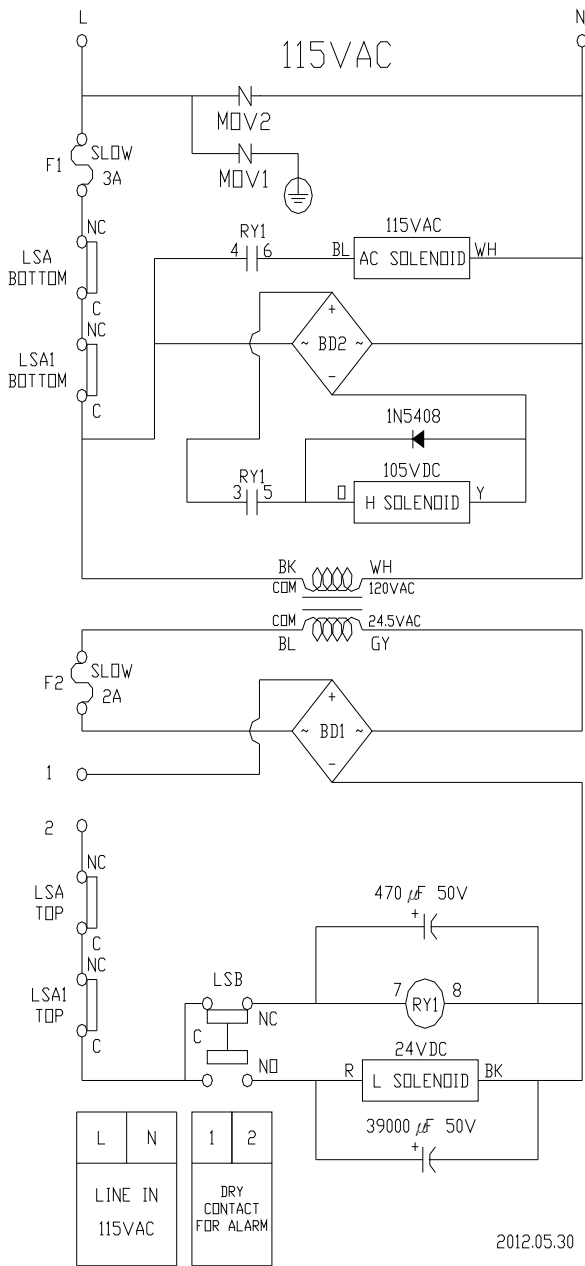 L N
115VAC
MOV2
F1 SLOW
3A
MOV1
NC
LSA
BOTTOM
C
RY1
4 6
115VAC
BL AC SOLENOID WH
NC
LSA1
BOTTOM
C
+
~ BD2 ~
-
1N5408
RY1
3 5
105VDC
O H SOLENOID Y
BK WH
COM 120VAC
COM 24.5VAC
BL GY
F2 SLOW
2A
+
~ BD1 ~
-
1
2
NC
LSA
TOP
C
470 µF 50V
+
NC
LSA1
TOP
C
LSB
NC
C
NO
7 RY1 8
24VDC
R L SOLENOID BK
39000 µF 50V
+
L N
LINE IN
115VAC
1 2
DRY
CONTACT
FOR ALARM
2012.05.30